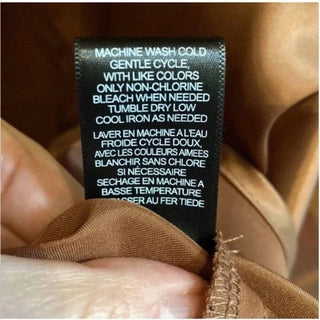 MACHINE WASH COLD
GENTLE CYCLE,
WITH LIKE COLORS
ONLY NON-CHLORINE
BLEACH WHEN NEEDED
TUMBLE DRY LOW
COOL IRON AS NEEDED
LAVER EN MACHINE A L'EAU
FROIDE CYCLE DOUX,
AVEC LES COULEURS AIMEES
BLANCHIR SANS CHLORE
SI NÉCESSAIRE
SECHAGE EN MACHINE A
BASSE TEMPERATURE
AU FER TIEDE